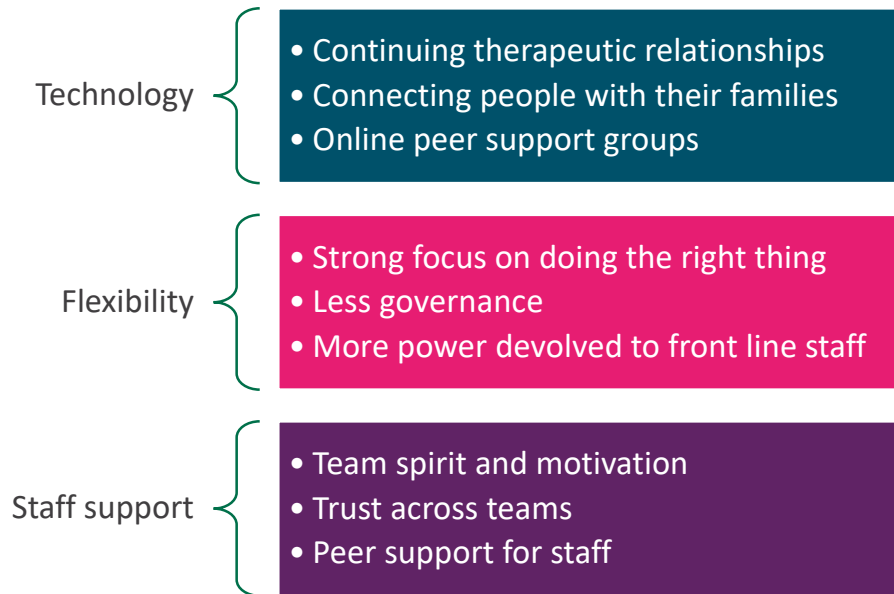 Technology
• Continuing therapeutic relationships
• Connecting people with their families
• Online peer support groups
Flexibility
• Strong focus on doing the right thing
• Less governance
• More power devolved to front line staff
Staff support
• Team spirit and motivation
• Trust across teams
• Peer support for staff